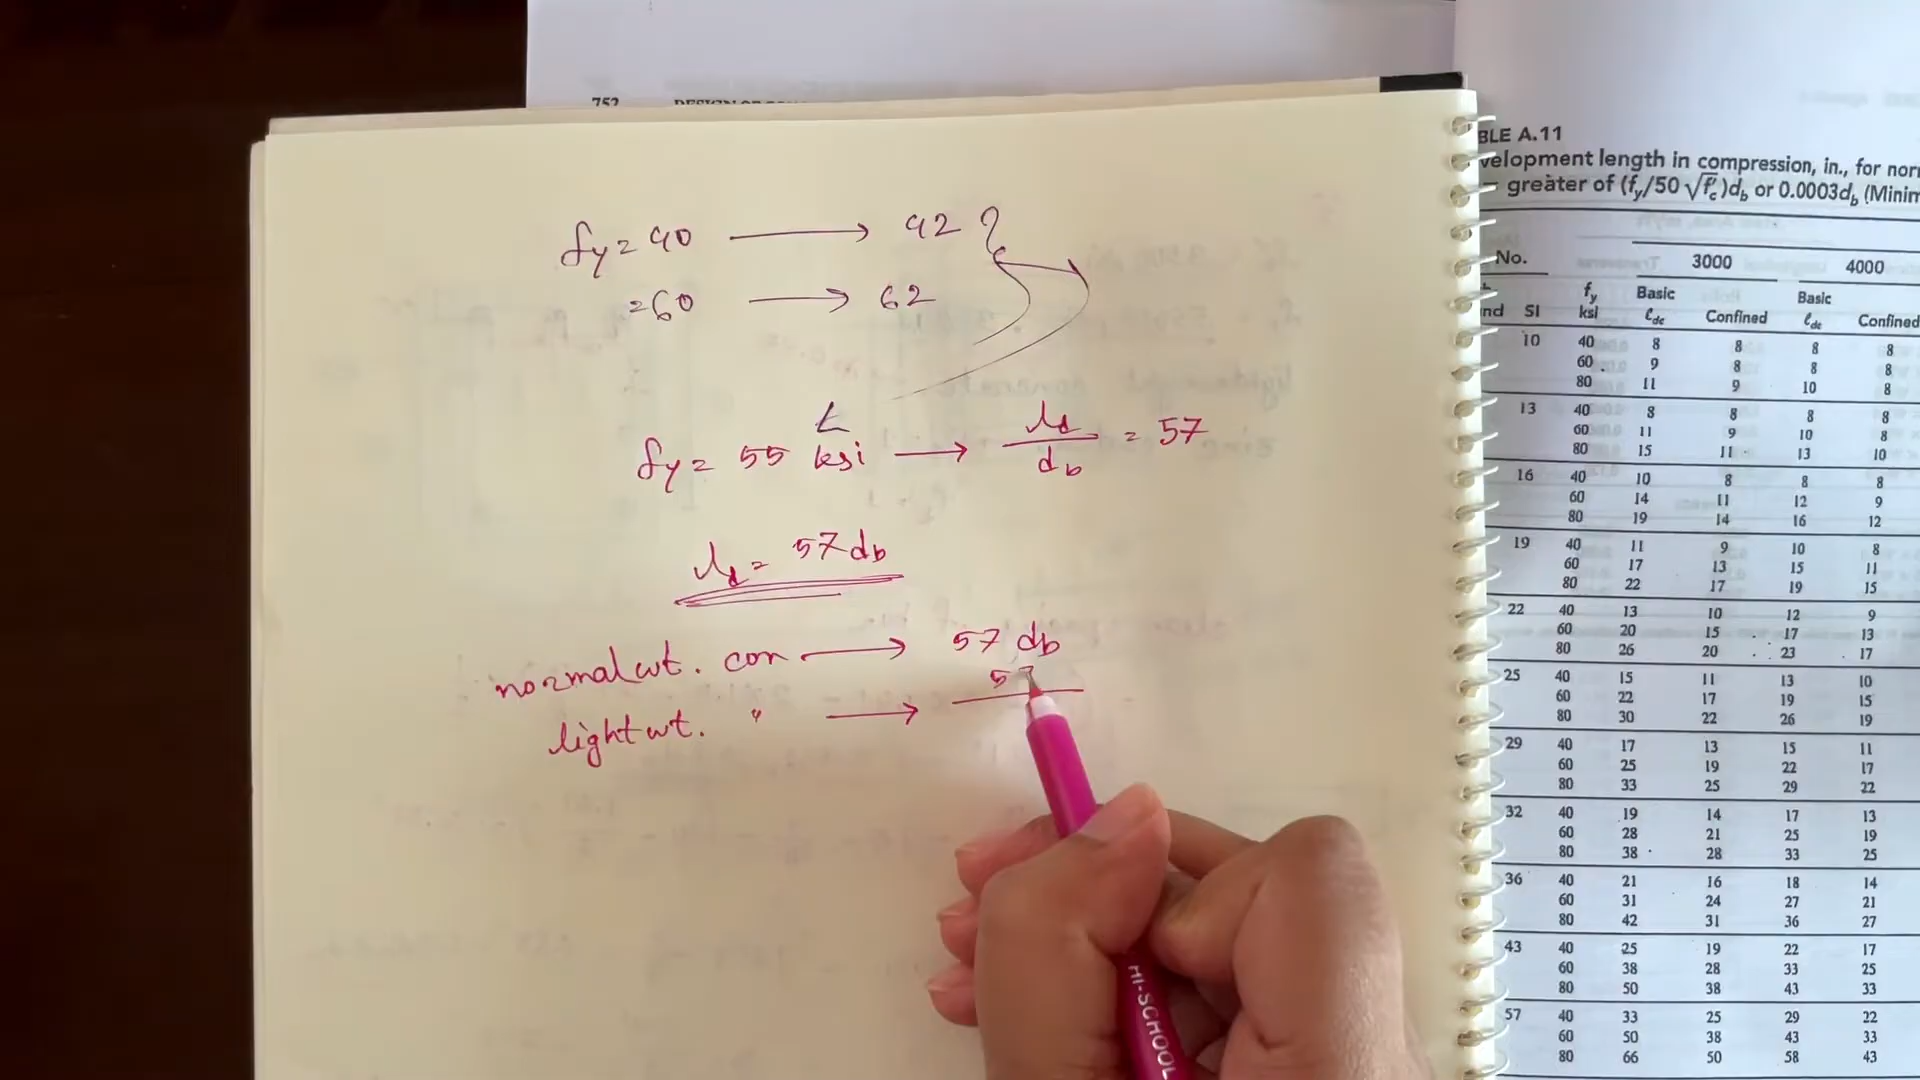 752
fy = 40 → 42 ?
= 60 → 62
fy = 55 ksi → ld/db = 57
ld = 57 db
normal wt. con → 57 db
light wt. " → 57
HI-SCHOOL
BLE A.11
velopment length in compression, in., for nor
— greater of (fy/50 √f'c)db or 0.0003db (Minim
No. 3000 4000
nd SI fy ksi Basic ℓdc Confined Basic ℓdc Confined
10 40 8 8 8 8
60 9 8 8 8
80 11 9 10 8
13 40 8 8 8 8
60 11 9 10 8
80 15 11 13 10
16 40 10 8 8 8
60 14 11 12 9
80 19 14 16 12
19 40 11 9 10 8
60 17 13 15 11
80 22 17 19 15
22 40 13 10 12 9
60 20 15 17 13
80 26 20 23 17
25 40 15 11 13 10
60 22 17 19 15
80 30 22 26 19
29 40 17 13 15 11
60 25 19 22 17
80 33 25 29 22
32 40 19 14 17 13
60 28 21 25 19
80 38 28 33 25
36 40 21 16 18 14
60 31 24 27 21
80 42 31 36 27
43 40 25 19 22 17
60 38 28 33 25
80 50 38 43 33
57 40 33 25 29 22
60 50 38 43 33
80 66 50 58 43